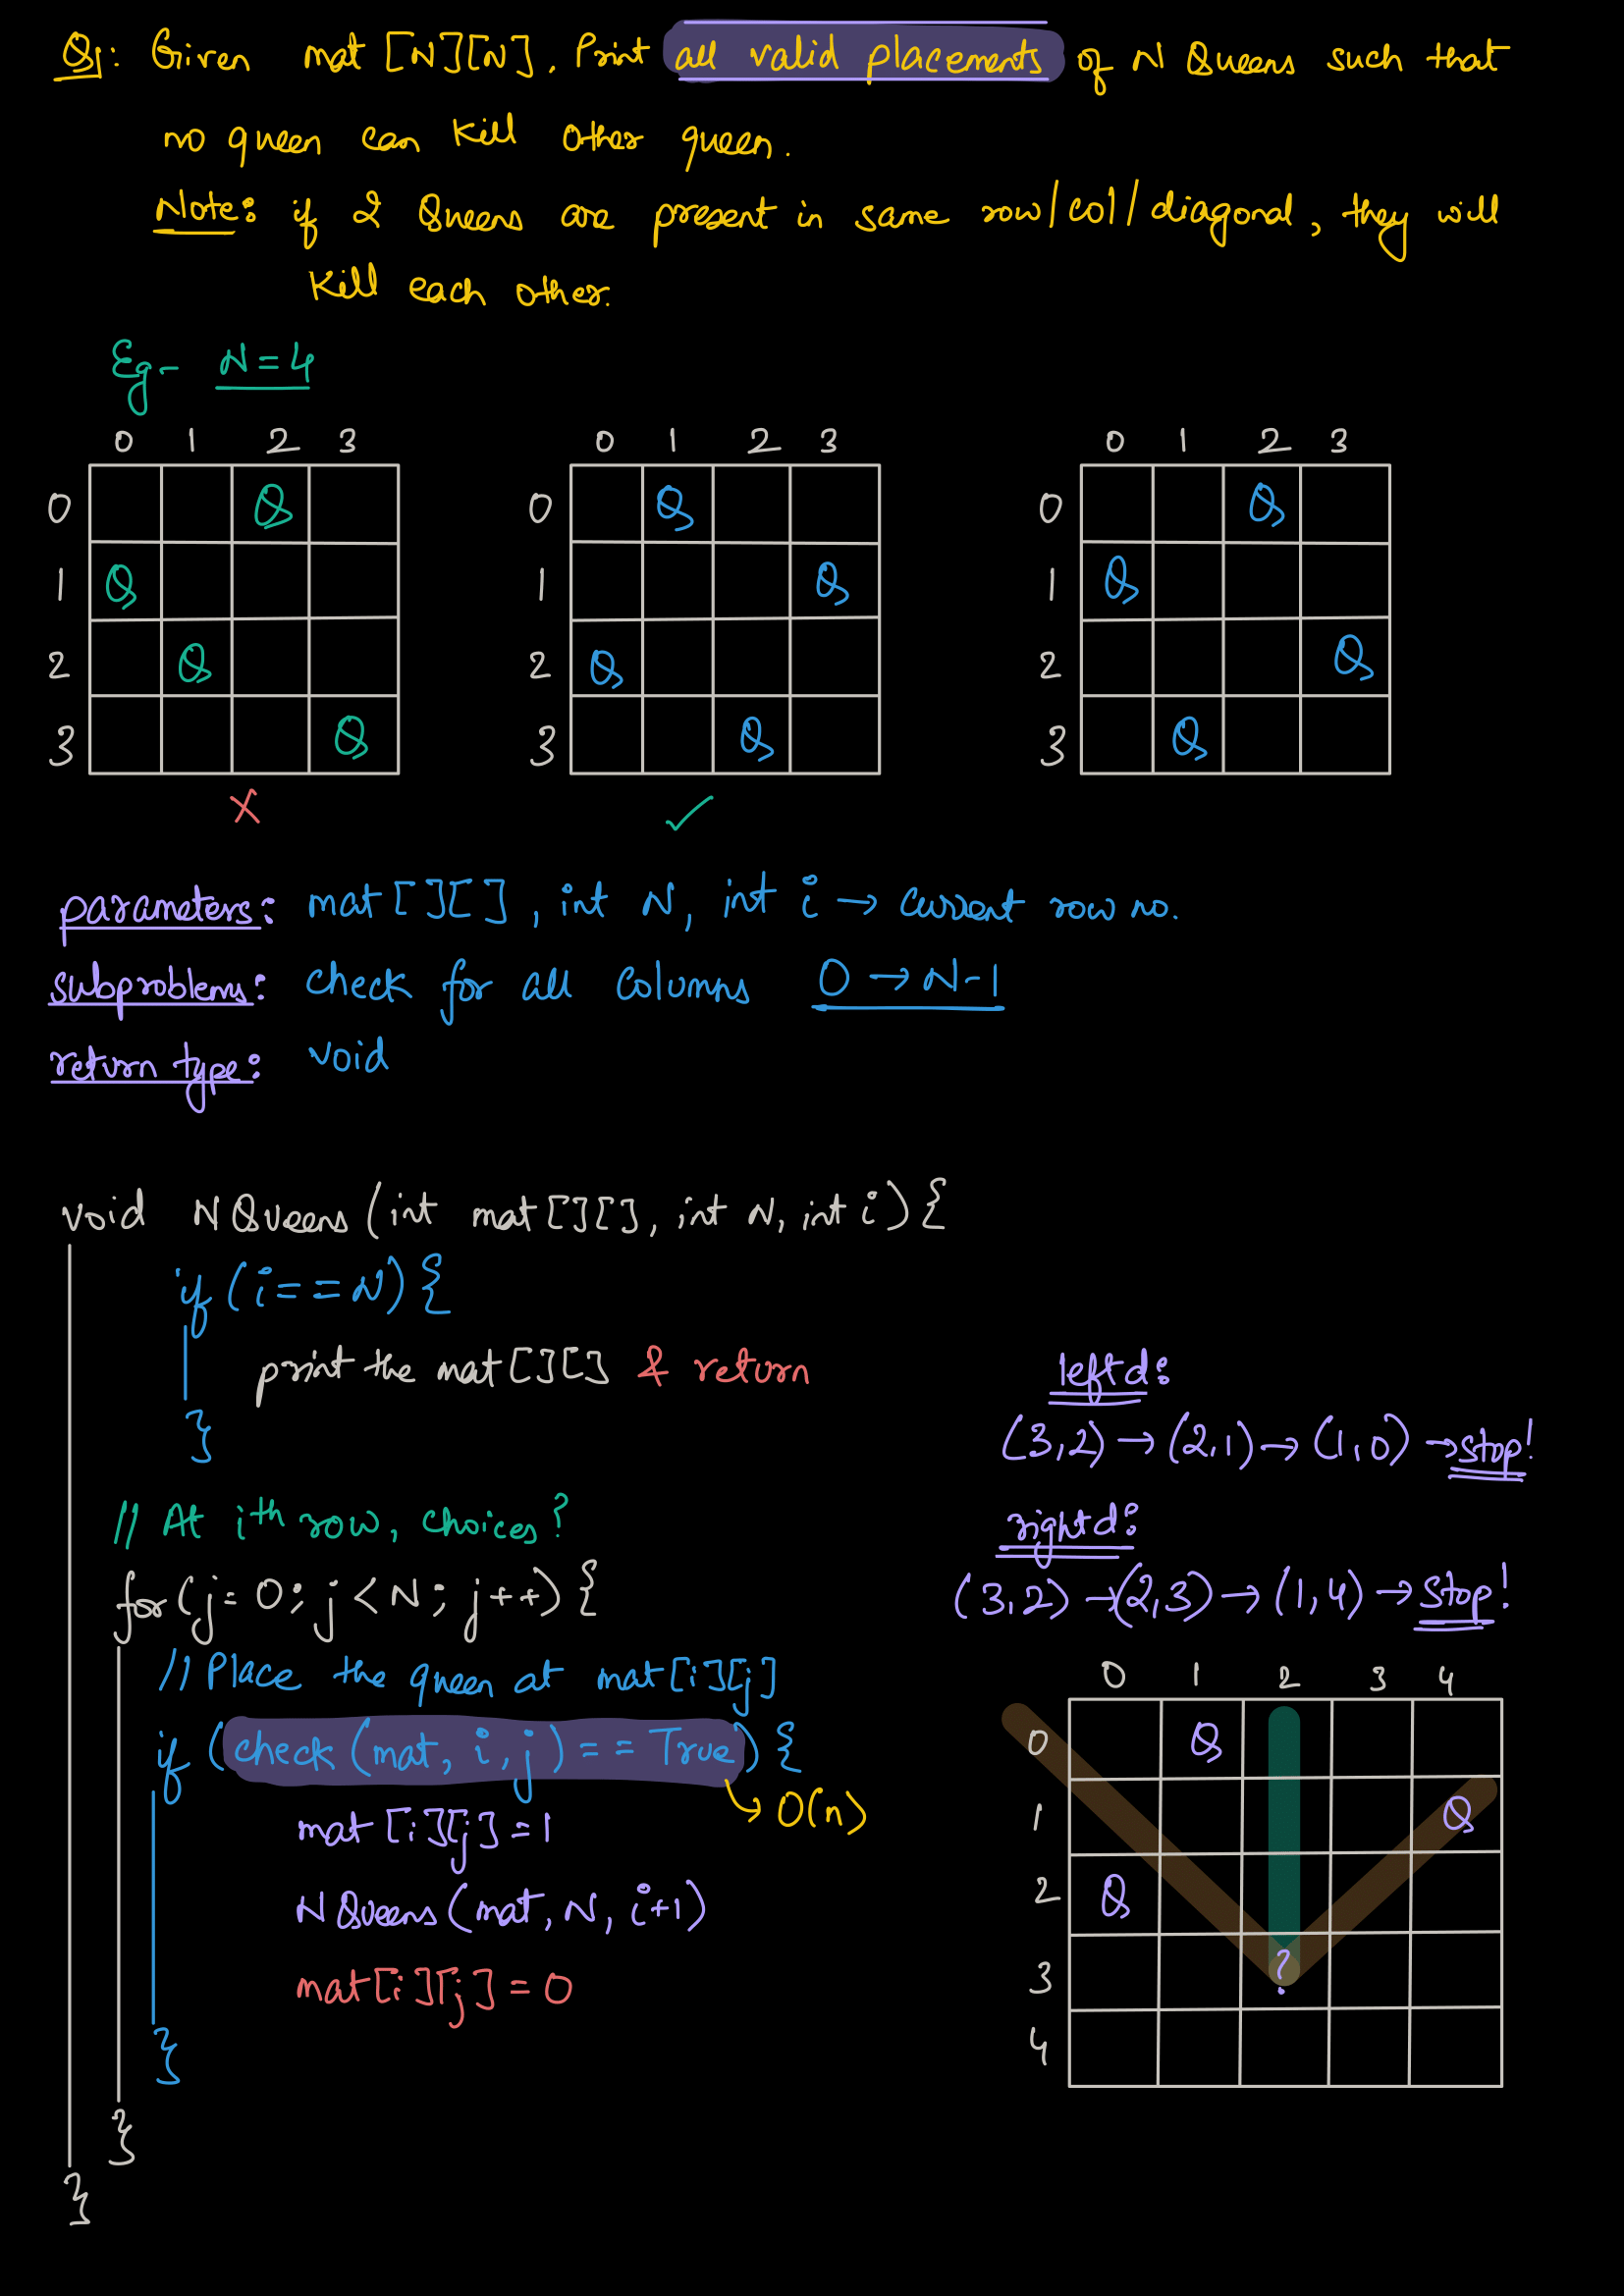 Q1: Given mat [N][N], Print all valid placements of N Queens such that
no queen can kill other queen.
Note: if 2 Queens are present in same row/col/diagonal, they will
kill each other.
Eg- N=4
0 1 2 3
0 Q
1 Q
2 Q
3 Q
X
0 1 2 3
0 Q
1 Q
2 Q
3 Q
✓
0 1 2 3
0 Q
1 Q
2 Q
3 Q
parameters: mat[][], int N, int i → current row no.
subproblems: check for all columns 0 → N-1
return type: void
void NQueens(int mat[][], int N, int i){
if (i==N){
print the mat[][] & return
}
// At ith row, choices?
for(j=0; j<N; j++){
// Place the queen at mat[i][j]
if (check(mat, i, j)==True){
→ O(n)
mat[i][j]=1
NQueens(mat, N, i+1)
mat[i][j]=0
}
}
}
left d:
(3,2) → (2,1) → (1,0) → stop!
right d:
(3,2) → (2,3) → (1,4) → stop!
0 1 2 3 4
0 Q
1 Q
2 Q
3 ?
4